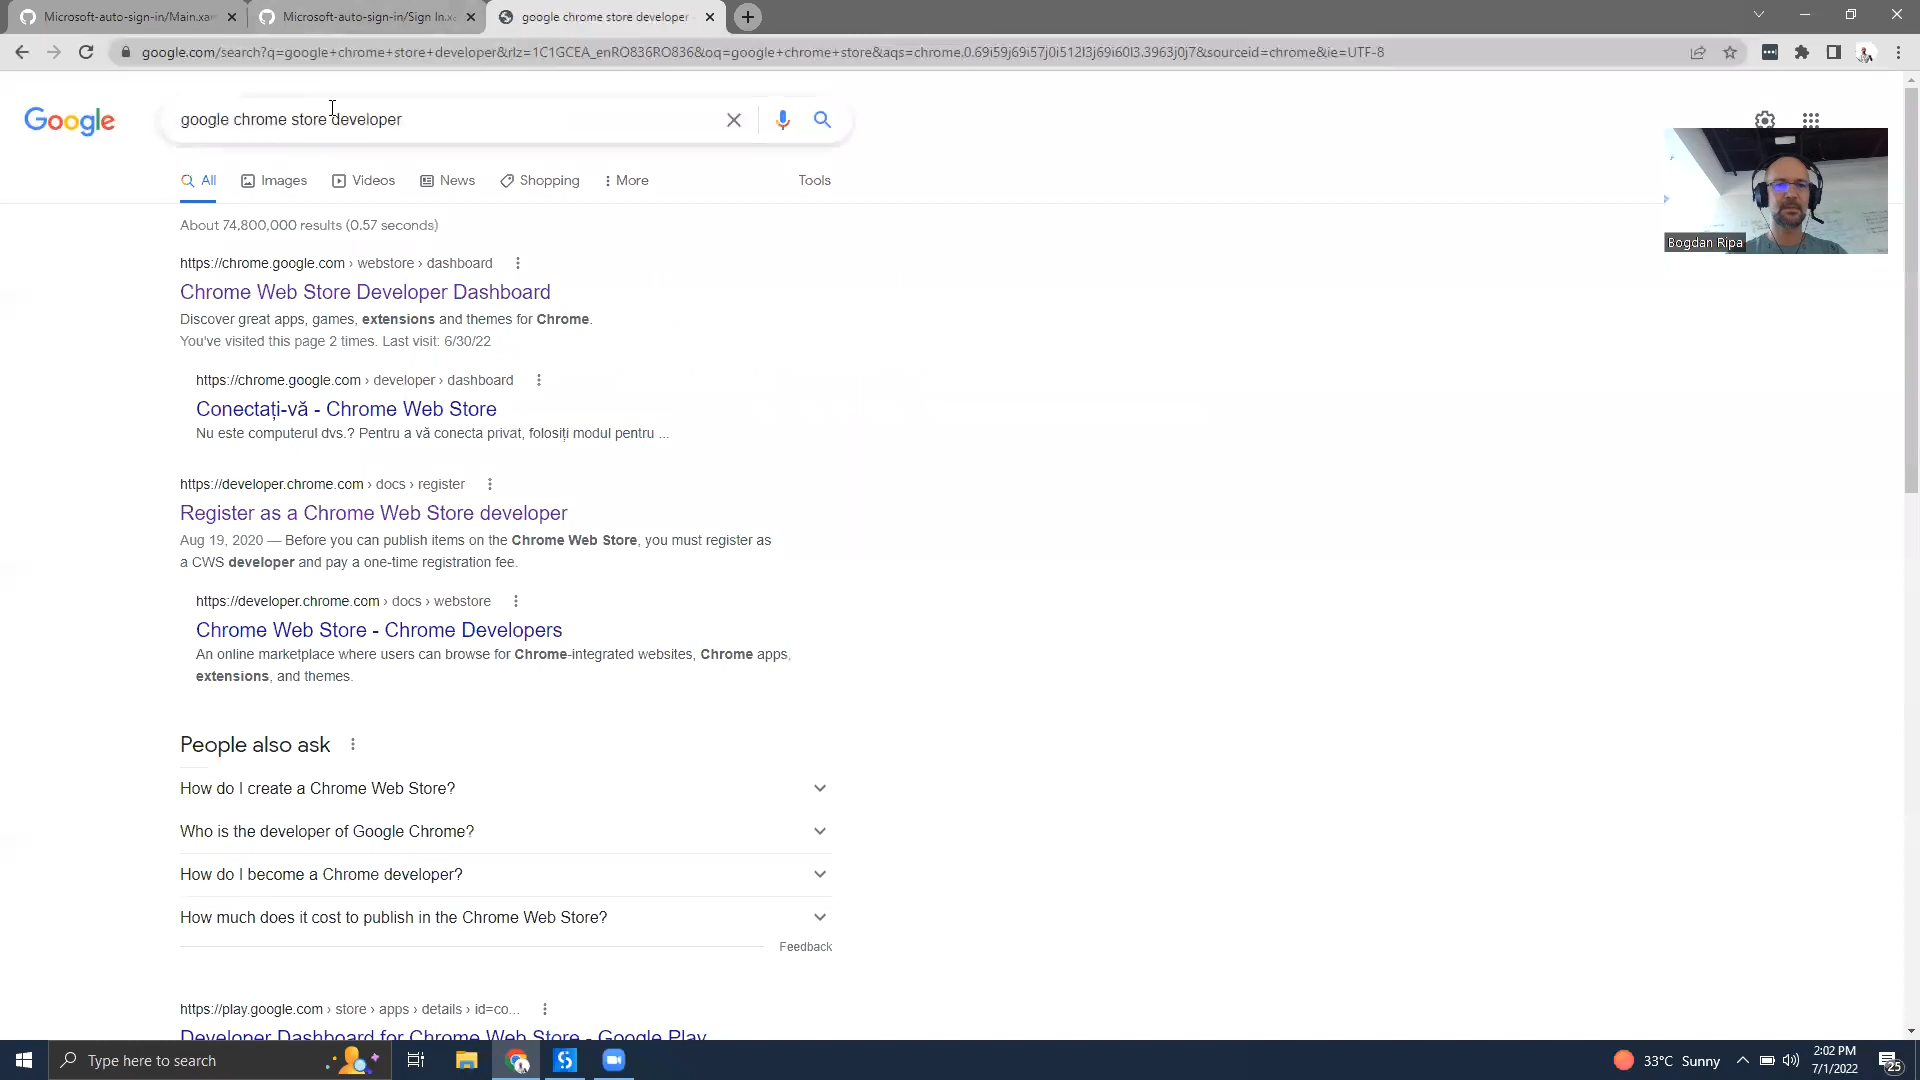 Microsoft-auto-sign-in/Main.xam
Microsoft-auto-sign-in/Sign In.xa
google chrome store developer
google.com/search?q=google+chrome+store+developer&rlz=1C1GCEA_enRO836RO836&oq=google+chrome+store&aqs=chrome.0.69i59j69i57j0i512l3j69i60l3.3963j0j7&sourceid=chrome&ie=UTF-8
Google
google chrome store developer
All
Images
Videos
News
Shopping
More
Tools
Bogdan Ripa
About 74,800,000 results (0.57 seconds)
https://chrome.google.com › webstore › dashboard
Chrome Web Store Developer Dashboard
Discover great apps, games, extensions and themes for Chrome.
You've visited this page 2 times. Last visit: 6/30/22
https://chrome.google.com › developer › dashboard
Conectați-vă - Chrome Web Store
Nu este computerul dvs.? Pentru a vă conecta privat, folosiți modul pentru ...
https://developer.chrome.com › docs › register
Register as a Chrome Web Store developer
Aug 19, 2020 — Before you can publish items on the Chrome Web Store, you must register as
a CWS developer and pay a one-time registration fee.
https://developer.chrome.com › docs › webstore
Chrome Web Store - Chrome Developers
An online marketplace where users can browse for Chrome-integrated websites, Chrome apps,
extensions, and themes.
People also ask
How do I create a Chrome Web Store?
Who is the developer of Google Chrome?
How do I become a Chrome developer?
How much does it cost to publish in the Chrome Web Store?
Feedback
https://play.google.com › store › apps › details › id=co...
Developer Dashboard for Chrome Web Store - Google Play
Type here to search
33°C Sunny
2:02 PM
7/1/2022
25